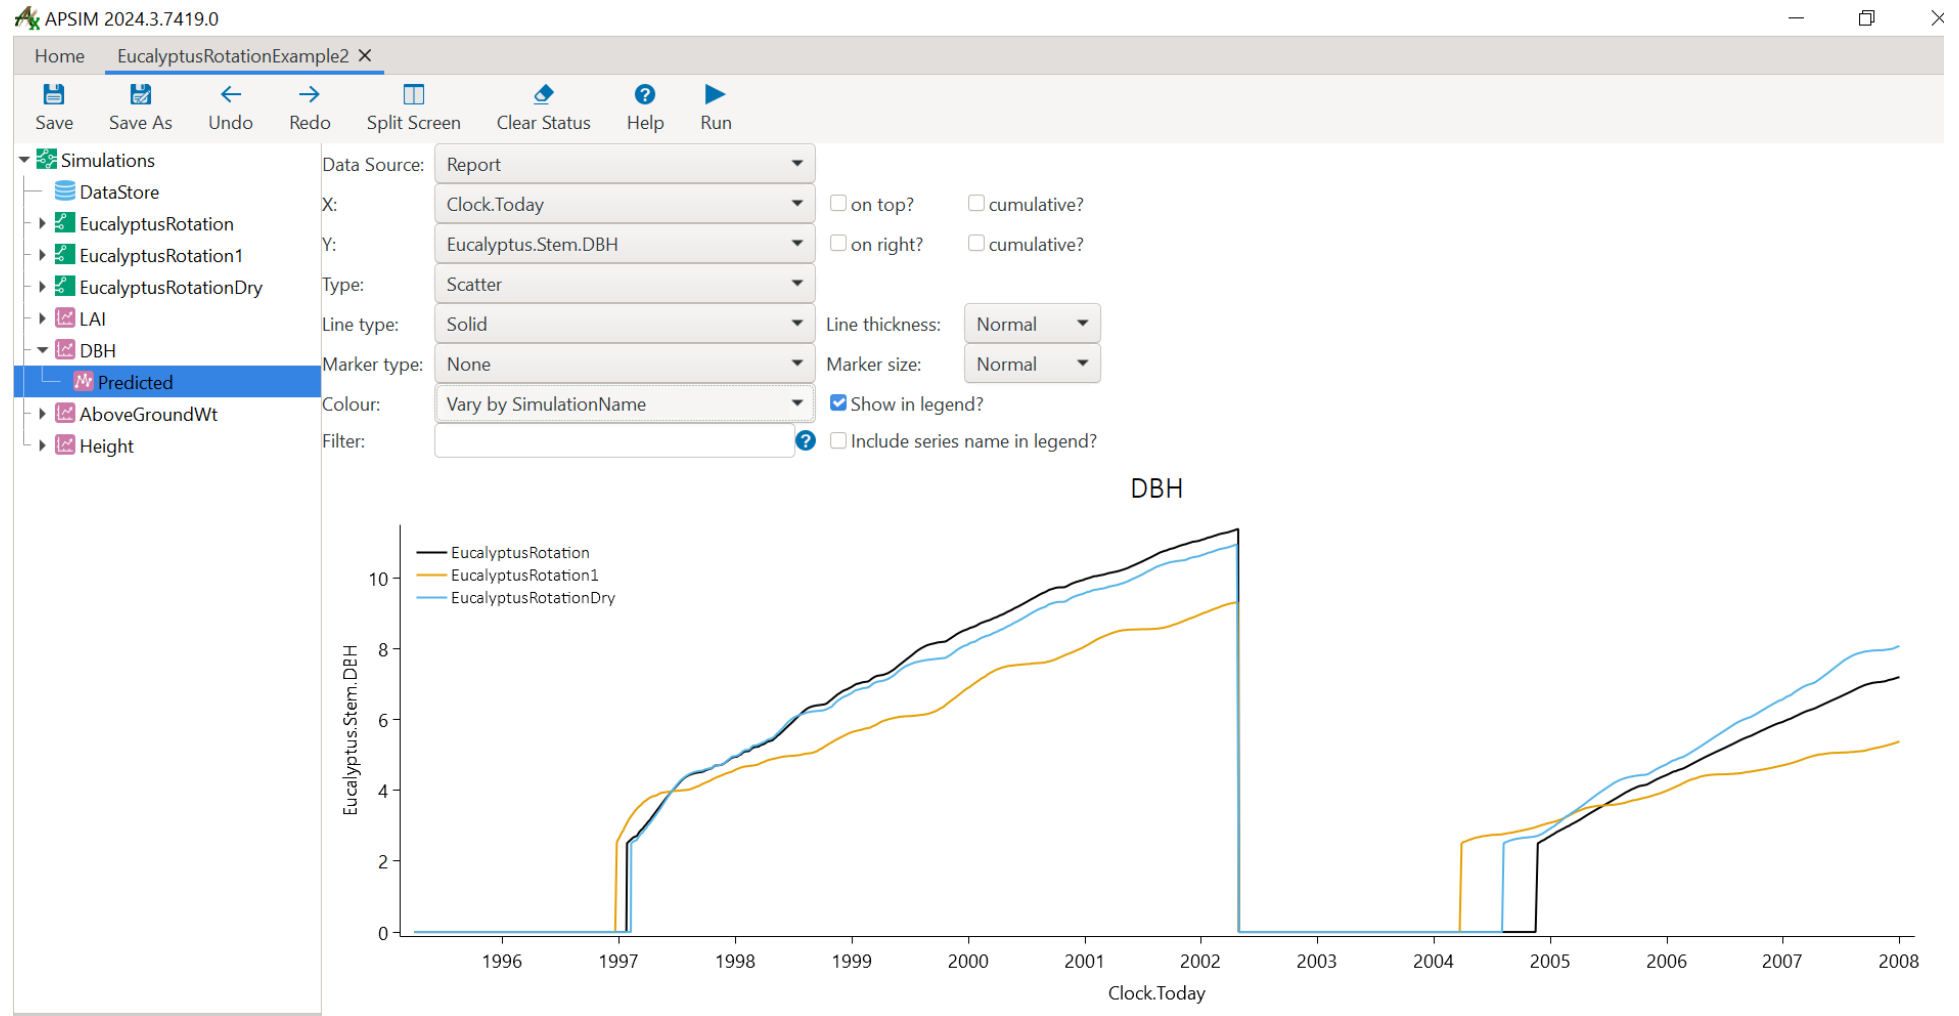 APSIM 2024.3.7419.0
Home EucalyptusRotationExample2
Save Save As Undo Redo Split Screen Clear Status Help Run
Simulations
DataStore
EucalyptusRotation
EucalyptusRotation1
EucalyptusRotationDry
LAI
DBH
Predicted
AboveGroundWt
Height
Data Source: Report
X: Clock.Today on top? cumulative?
Y: Eucalyptus.Stem.DBH on right? cumulative?
Type: Scatter
Line type: Solid Line thickness: Normal
Marker type: None Marker size: Normal
Colour: Vary by SimulationName Show in legend?
Filter: ? Include series name in legend?
DBH
EucalyptusRotation
EucalyptusRotation1
EucalyptusRotationDry
Eucalyptus.Stem.DBH
10
8
6
4
2
0
1996 1997 1998 1999 2000 2001 2002 2003 2004 2005 2006 2007 2008
Clock.Today